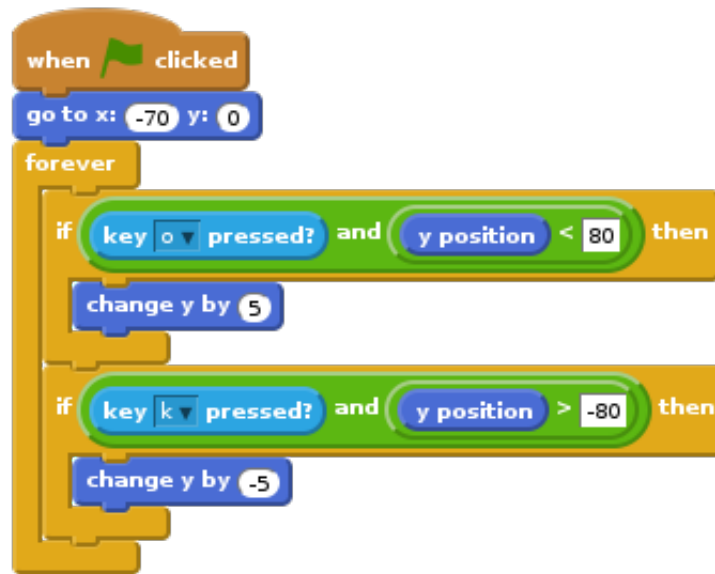 when clicked
go to x: -70 y: 0
forever
if key o pressed? and y position < 80 then
change y by 5
if key k pressed? and y position > -80 then
change y by -5